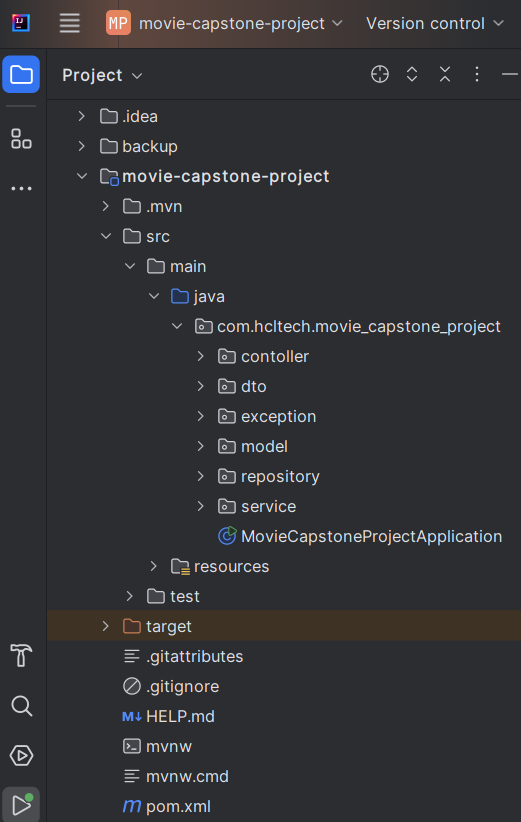 MP movie-capstone-project Version control
Project
.idea
backup
movie-capstone-project
.mvn
src
main
java
com.hcltech.movie_capstone_project
contoller
dto
exception
model
repository
service
MovieCapstoneProjectApplication
resources
test
target
.gitattributes
.gitignore
M↓ HELP.md
mvnw
mvnw.cmd
m pom.xml